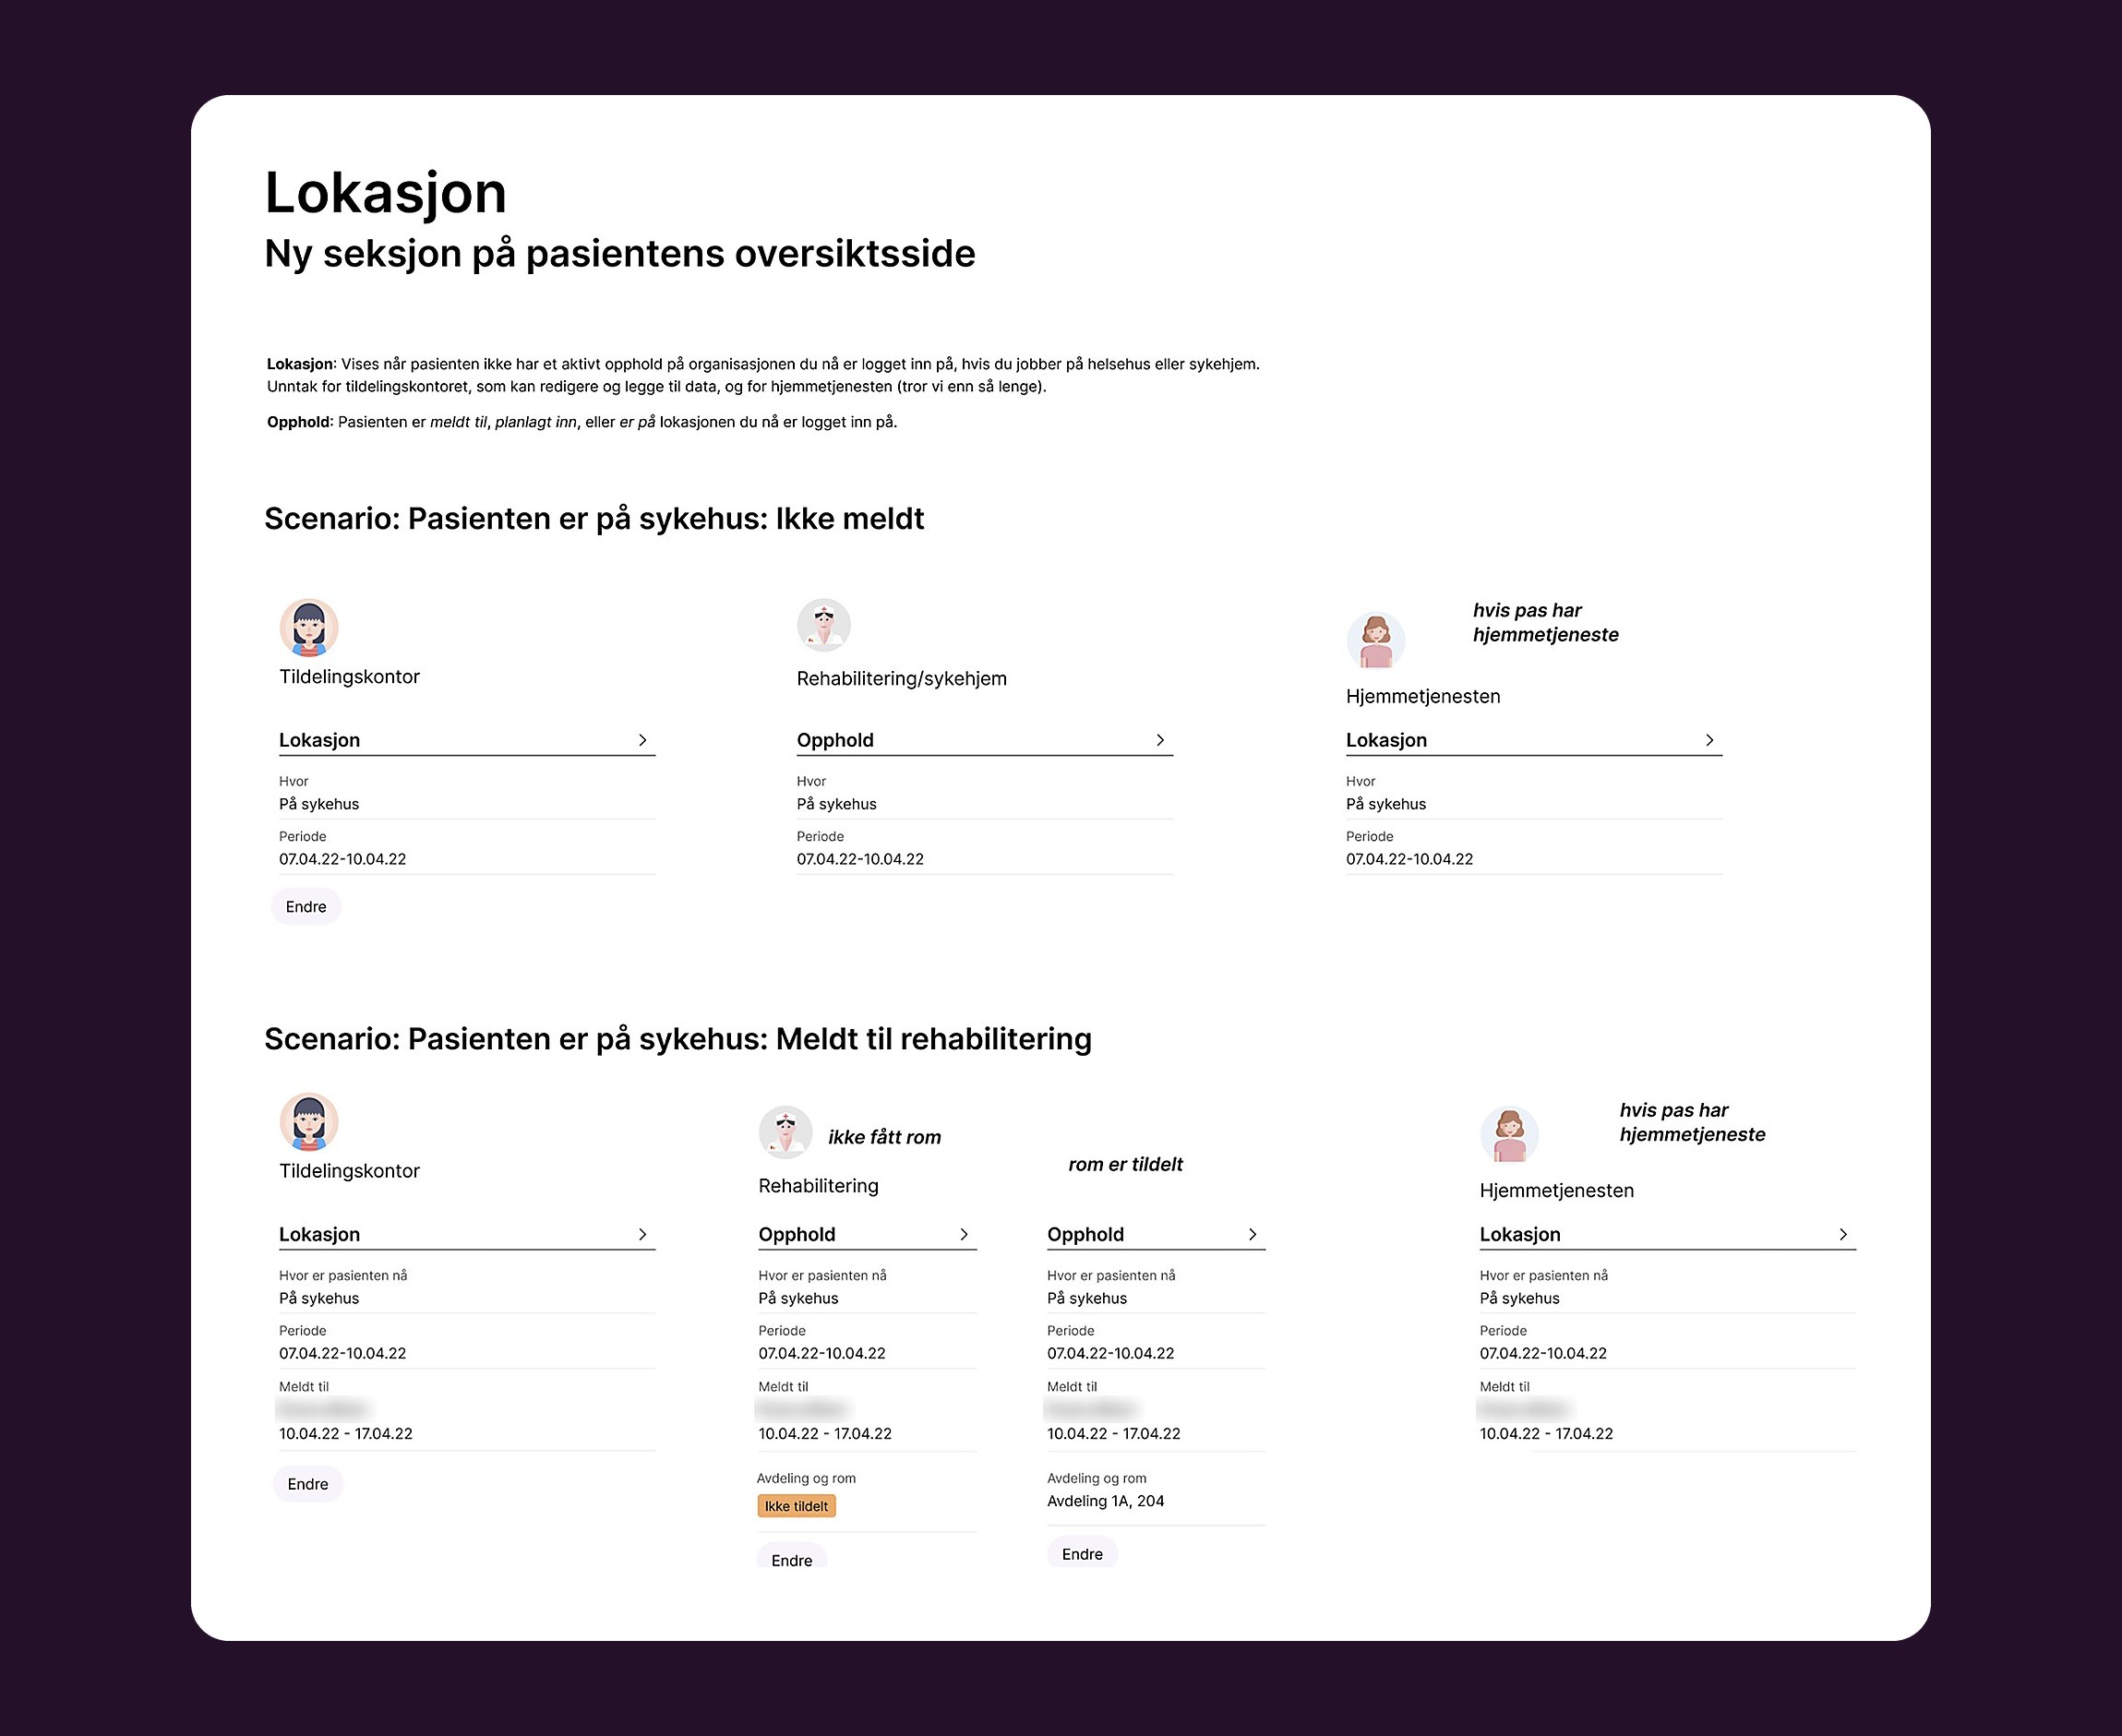 Lokasjon
Ny seksjon på pasientens oversiktsside
Lokasjon: Vises når pasienten ikke har et aktivt opphold på organisasjonen du nå er logget inn på, hvis du jobber på helsehus eller sykehjem.
Unntak for tildelingskontoret, som kan redigere og legge til data, og for hjemmetjenesten (tror vi enn så lenge).
Opphold: Pasienten er meldt til, planlagt inn, eller er på lokasjonen du nå er logget inn på.
Scenario: Pasienten er på sykehus: Ikke meldt
Tildelingskontor
Lokasjon
Hvor
På sykehus
Periode
07.04.22-10.04.22
Endre
Rehabilitering/sykehjem
Opphold
Hvor
På sykehus
Periode
07.04.22-10.04.22
hvis pas har
hjemmetjeneste
Hjemmetjenesten
Lokasjon
Hvor
På sykehus
Periode
07.04.22-10.04.22
Scenario: Pasienten er på sykehus: Meldt til rehabilitering
Tildelingskontor
Lokasjon
Hvor er pasienten nå
På sykehus
Periode
07.04.22-10.04.22
Meldt til
10.04.22 - 17.04.22
Endre
ikke fått rom
Rehabilitering
Opphold
Hvor er pasienten nå
På sykehus
Periode
07.04.22-10.04.22
Meldt til
10.04.22 - 17.04.22
Avdeling og rom
Ikke tildelt
Endre
rom er tildelt
Opphold
Hvor er pasienten nå
På sykehus
Periode
07.04.22-10.04.22
Meldt til
10.04.22 - 17.04.22
Avdeling og rom
Avdeling 1A, 204
Endre
hvis pas har
hjemmetjeneste
Hjemmetjenesten
Lokasjon
Hvor er pasienten nå
På sykehus
Periode
07.04.22-10.04.22
Meldt til
10.04.22 - 17.04.22